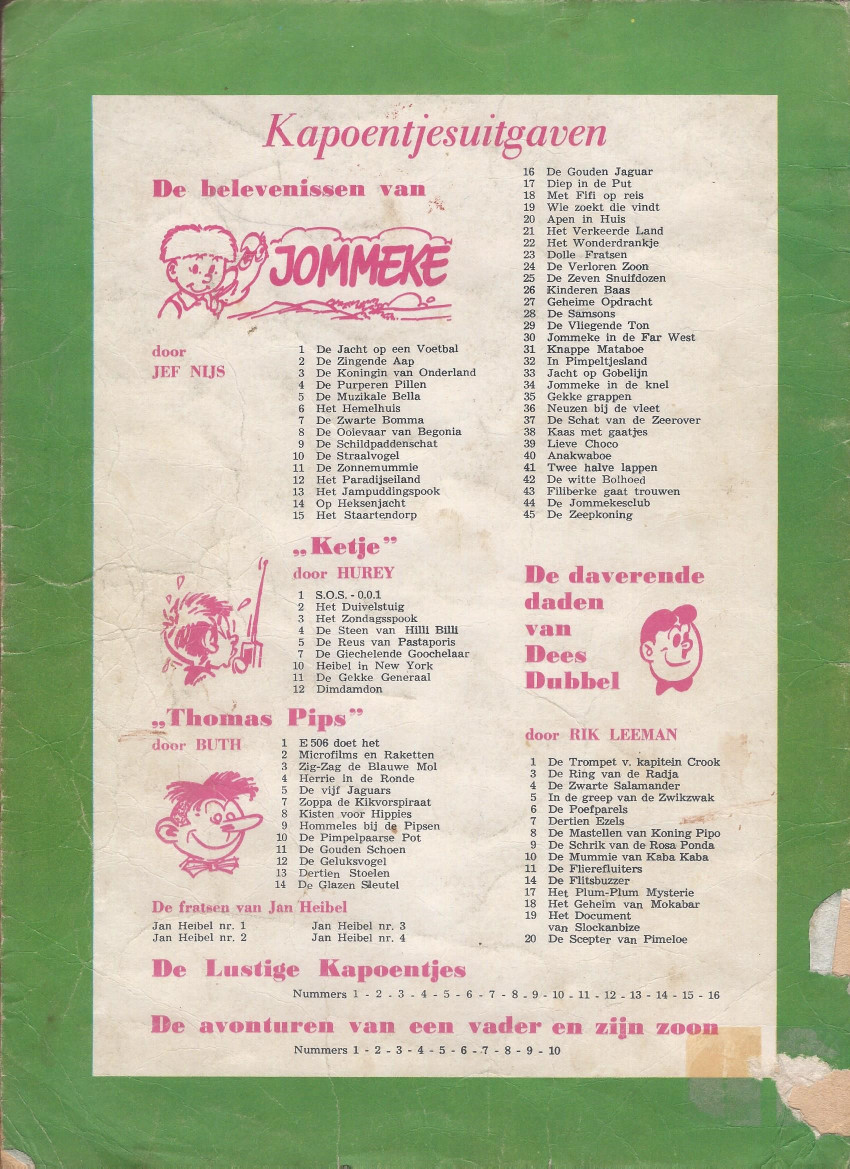 Kapoentjesuitgaven
De belevenissen van
JOMMEKE
door
JEF NIJS
1 De Jacht op een Voetbal
2 De Zingende Aap
3 De Koningin van Onderland
4 De Purperen Pillen
5 De Muzikale Bella
6 Het Hemelhuis
7 De Zwarte Bomma
8 De Ooievaar van Begonia
9 De Schildpaddenschat
10 De Straalvogel
11 De Zonnemummie
12 Het Paradijseiland
13 Het Jampuddingspook
14 Op Heksenjacht
15 Het Staartendorp
16 De Gouden Jaguar
17 Diep in de Put
18 Met Fifi op reis
19 Wie zoekt die vindt
20 Apen in Huis
21 Het Verkeerde Land
22 Het Wonderdrankje
23 Dolle Fratsen
24 De Verloren Zoon
25 De Zeven Snuifdozen
26 Kinderen Baas
27 Geheime Opdracht
28 De Samsons
29 De Vliegende Ton
30 Jommeke in de Far West
31 Knappe Mataboe
32 In Pimpeltjesland
33 Jacht op Gobelijn
34 Jommeke in de knel
35 Gekke grappen
36 Neuzen bij de vleet
37 De Schat van de Zeerover
38 Kaas met gaatjes
39 Lieve Choco
40 Anakwaboe
41 Twee halve lappen
42 De witte Bolhoed
43 Filiberke gaat trouwen
44 De Jommekesclub
45 De Zeepkoning
„Ketje”
door HUREY
1 S.O.S. - 0.0.1
2 Het Duivelstuig
3 Het Zondagsspook
4 De Steen van Hilli Billi
5 De Reus van Pastaporis
7 De Giechelende Goochelaar
10 Heibel in New York
11 De Gekke Generaal
12 Dimdamdon
„Thomas Pips”
door BUTH
1 E 506 doet het
2 Microfilms en Raketten
3 Zig-Zag de Blauwe Mol
4 Herrie in de Ronde
5 De vijf Jaguars
7 Zoppa de Kikvorspiraat
8 Kisten voor Hippies
9 Hommeles bij de Pipsen
10 De Pimpelpaarse Pot
11 De Gouden Schoen
12 De Geluksvogel
13 Dertien Stoelen
14 De Glazen Sleutel
De fratsen van Jan Heibel
Jan Heibel nr. 1
Jan Heibel nr. 2
Jan Heibel nr. 3
Jan Heibel nr. 4
De daverende
daden
van
Dees
Dubbel
door RIK LEEMAN
1 De Trompet v. kapitein Crook
3 De Ring van de Radja
4 De Zwarte Salamander
5 In de greep van de Zwikzwak
6 De Poefparels
7 Dertien Ezels
8 De Mastellen van Koning Pipo
9 De Schrik van de Rosa Ponda
10 De Mummie van Kaba Kaba
11 De Flierefluiters
14 De Flitsbuzzer
17 Het Plum-Plum Mysterie
18 Het Geheim van Mokabar
19 Het Document
van Slockanbize
20 De Scepter van Pimeloe
De Lustige Kapoentjes
Nummers 1 - 2 - 3 - 4 - 5 - 6 - 7 - 8 - 9 - 10 - 11 - 12 - 13 - 14 - 15 - 16
De avonturen van een vader en zijn zoon
Nummers 1 - 2 - 3 - 4 - 5 - 6 - 7 - 8 - 9 - 10